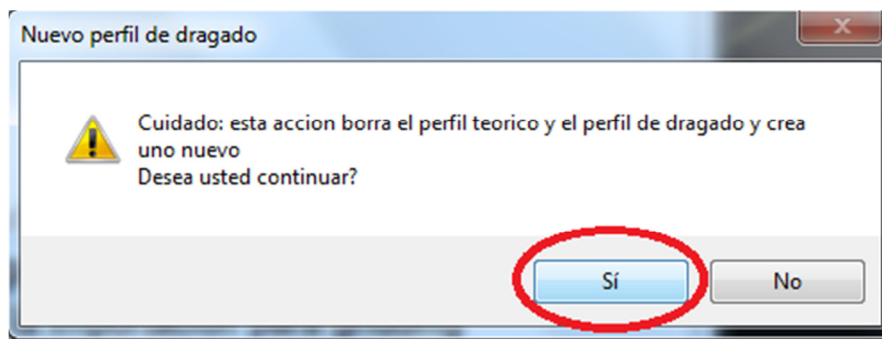 Nuevo perfil de dragado
Cuidado: esta accion borra el perfil teorico y el perfil de dragado y crea
uno nuevo
Desea usted continuar?
Sí
No